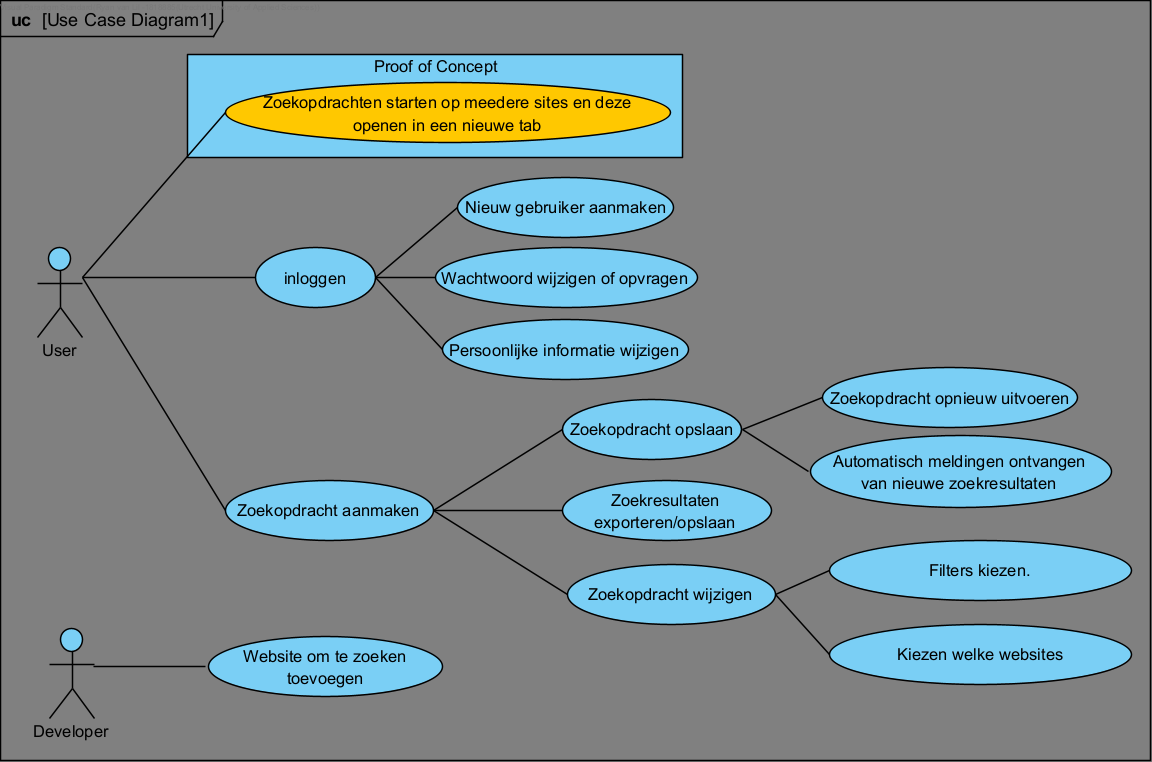 uc [Use Case Diagram1]
Proof of Concept
Zoekopdrachten starten op meedere sites en deze
openen in een nieuwe tab
Nieuw gebruiker aanmaken
inloggen
Wachtwoord wijzigen of opvragen
Persoonlijke informatie wijzigen
User
Zoekopdracht opslaan
Zoekopdracht opnieuw uitvoeren
Automatisch meldingen ontvangen
van nieuwe zoekresultaten
Zoekopdracht aanmaken
Zoekresultaten
exporteren/opslaan
Zoekopdracht wijzigen
Filters kiezen.
Kiezen welke websites
Website om te zoeken
toevoegen
Developer